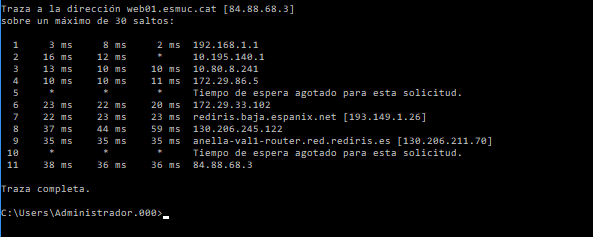 Traza a la dirección web01.esmuc.cat [84.88.68.3]
sobre un máximo de 30 saltos:
1 3 ms 8 ms 2 ms 192.168.1.1
2 16 ms 12 ms * 10.195.140.1
3 13 ms 10 ms 10 ms 10.80.8.241
4 10 ms 10 ms 11 ms 172.29.86.5
5 * * * Tiempo de espera agotado para esta solicitud.
6 23 ms 22 ms 20 ms 172.29.33.102
7 22 ms 23 ms 23 ms rediris.baja.espanix.net [193.149.1.26]
8 37 ms 44 ms 59 ms 130.206.245.122
9 35 ms 35 ms 35 ms anella-val1-router.red.rediris.es [130.206.211.70]
10 * * * Tiempo de espera agotado para esta solicitud.
11 38 ms 36 ms 36 ms 84.88.68.3
Traza completa.
C:\Users\Administrador.000>